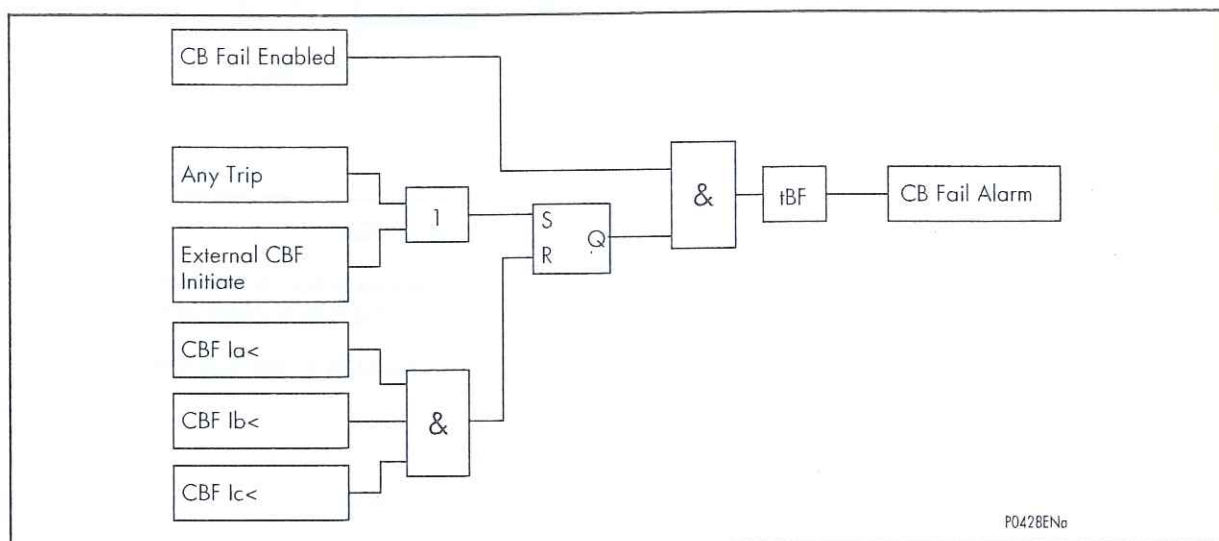 CB Fail Enabled
Any Trip
External CBF
Initiate
1
S
R
Q
&
tBF
CB Fail Alarm
CBF Ia<
CBF Ib<
CBF Ic<
&
P0428ENa